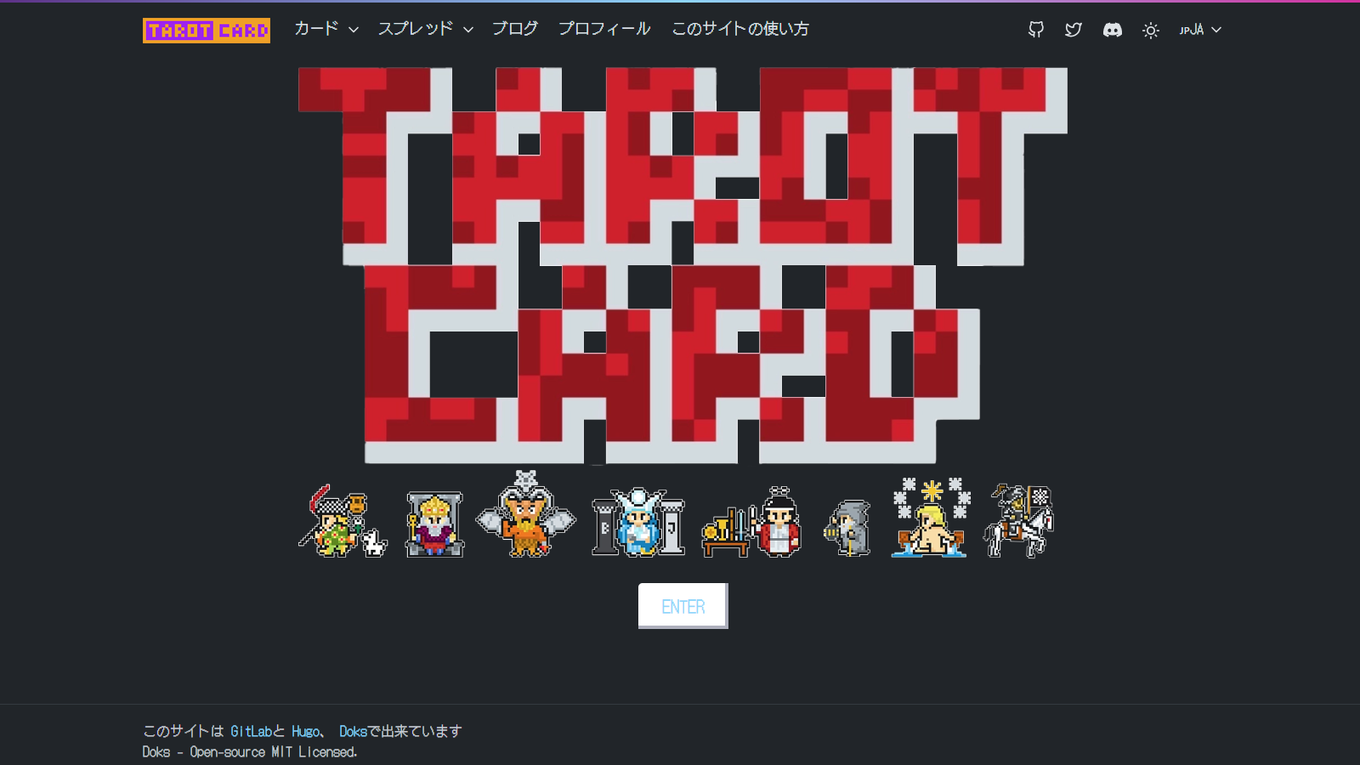 TAROT CARD カード スプレッド ブログ プロフィール このサイトの使い方 JPJA
TAROT
CARD
B J
ENTER
このサイトは GitLabと Hugo、 Doksで出来ています
Doks - Open-source MIT Licensed.